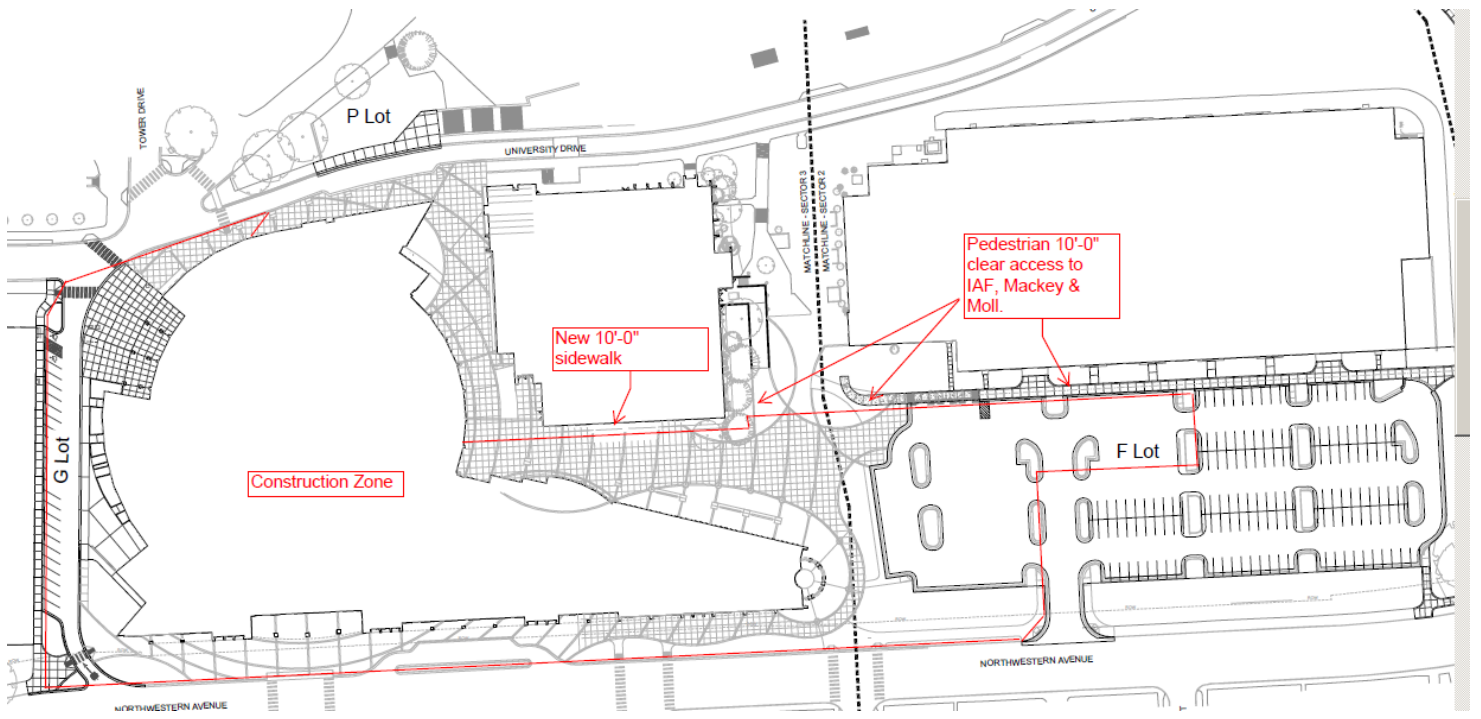 P Lot
TOWER DRIVE
UNIVERSITY DRIVE
MATCHLINE - SECTOR 3
MATCHLINE - SECTOR 2
Pedestrian 10'-0"
clear access to
IAF, Mackey &
Moll.
New 10'-0"
sidewalk
G Lot
Construction Zone
F Lot
NORTHWESTERN AVENUE
NORTHWESTERN AVENUE